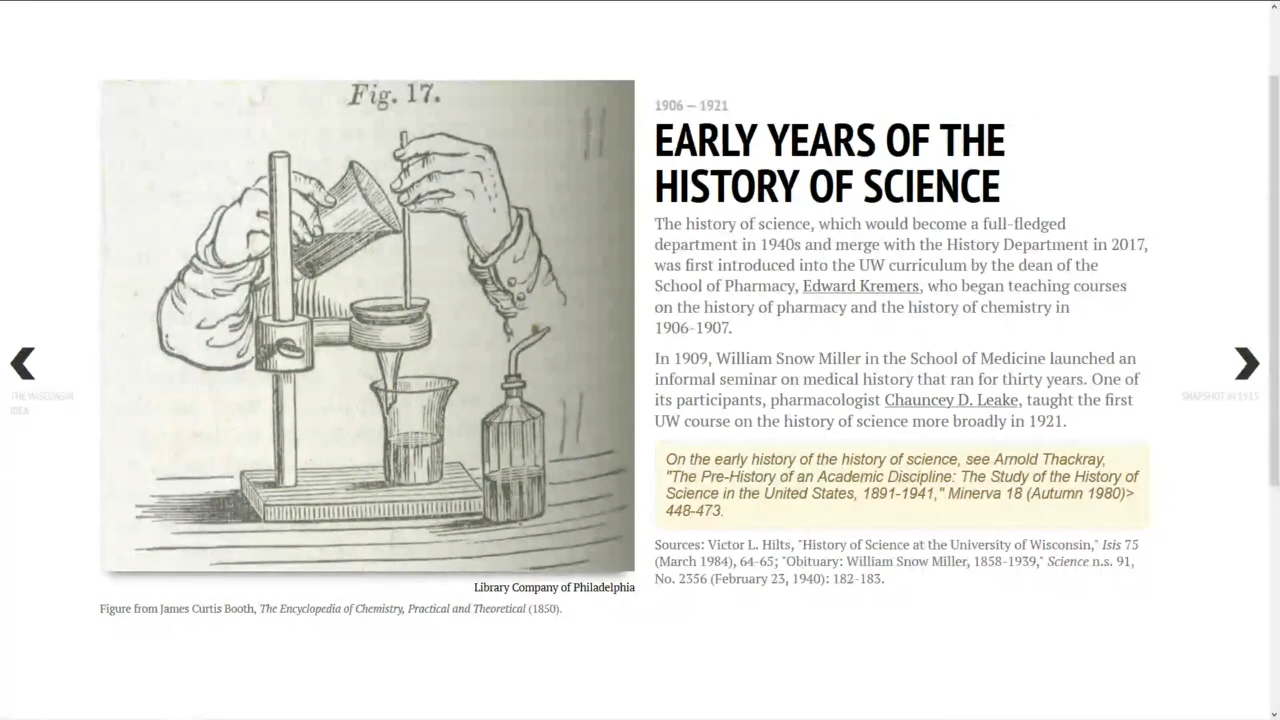 Fig. 17.
1906 – 1921
EARLY YEARS OF THE
HISTORY OF SCIENCE
The history of science, which would become a full-fledged
department in 1940s and merge with the History Department in 2017,
was first introduced into the UW curriculum by the dean of the
School of Pharmacy, Edward Kremers, who began teaching courses
on the history of pharmacy and the history of chemistry in
1906-1907.
In 1909, William Snow Miller in the School of Medicine launched an
informal seminar on medical history that ran for thirty years. One of
its participants, pharmacologist Chauncey D. Leake, taught the first
UW course on the history of science more broadly in 1921.
On the early history of the history of science, see Arnold Thackray,
"The Pre-History of an Academic Discipline: The Study of the History of
Science in the United States, 1891-1941," Minerva 18 (Autumn 1980)>
448-473.
Sources: Victor L. Hilts, "History of Science at the University of Wisconsin," Isis 75
(March 1984), 64-65; "Obituary: William Snow Miller, 1858-1939," Science n.s. 91,
No. 2356 (February 23, 1940): 182-183.
Library Company of Philadelphia
Figure from James Curtis Booth, The Encyclopedia of Chemistry, Practical and Theoretical (1850).
THE WISCONSIN
IDEA
SNAPSHOT IN 1915